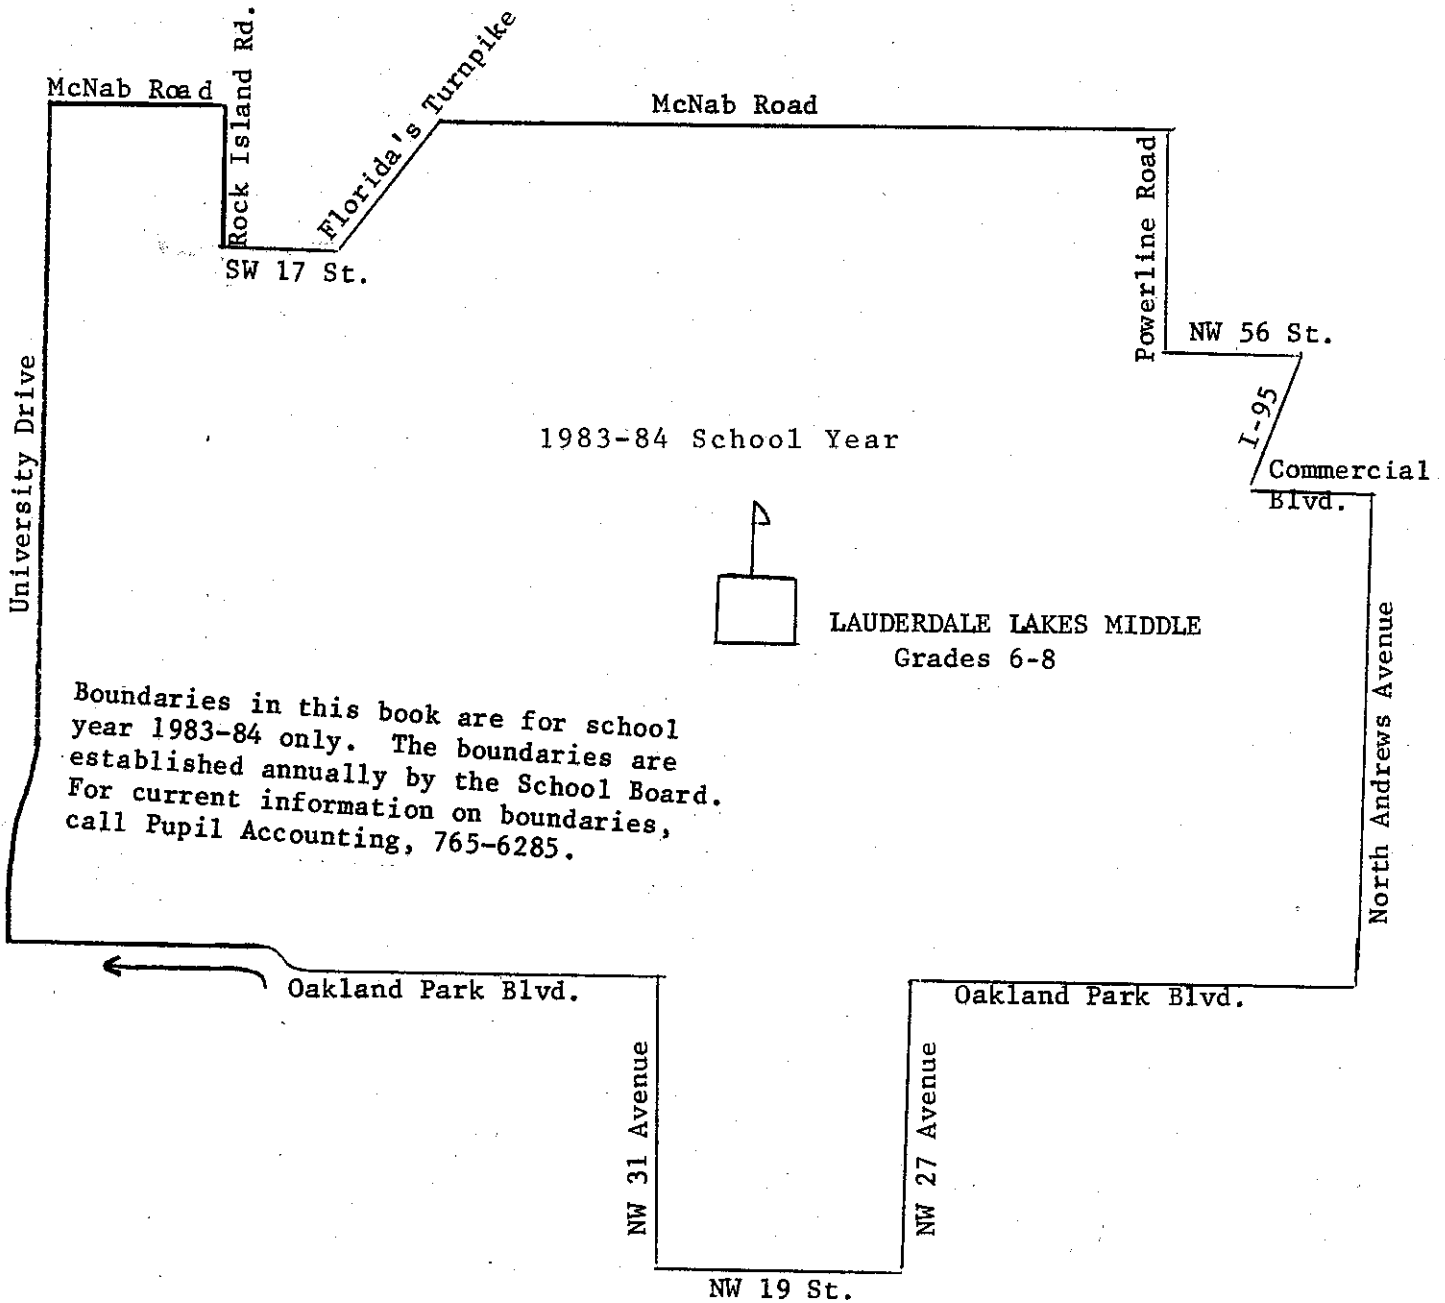 Rock Island Rd.
Florida's Turnpike
McNab Road
McNab Road
Powerline Road
SW 17 St.
NW 56 St.
I-95
University Drive
1983-84 School Year
Commercial
Blvd.
LAUDERDALE LAKES MIDDLE
Grades 6-8
North Andrews Avenue
Boundaries in this book are for school
year 1983-84 only. The boundaries are
established annually by the School Board.
For current information on boundaries,
call Pupil Accounting, 765-6285.
Oakland Park Blvd.
Oakland Park Blvd.
NW 31 Avenue
NW 27 Avenue
NW 19 St.